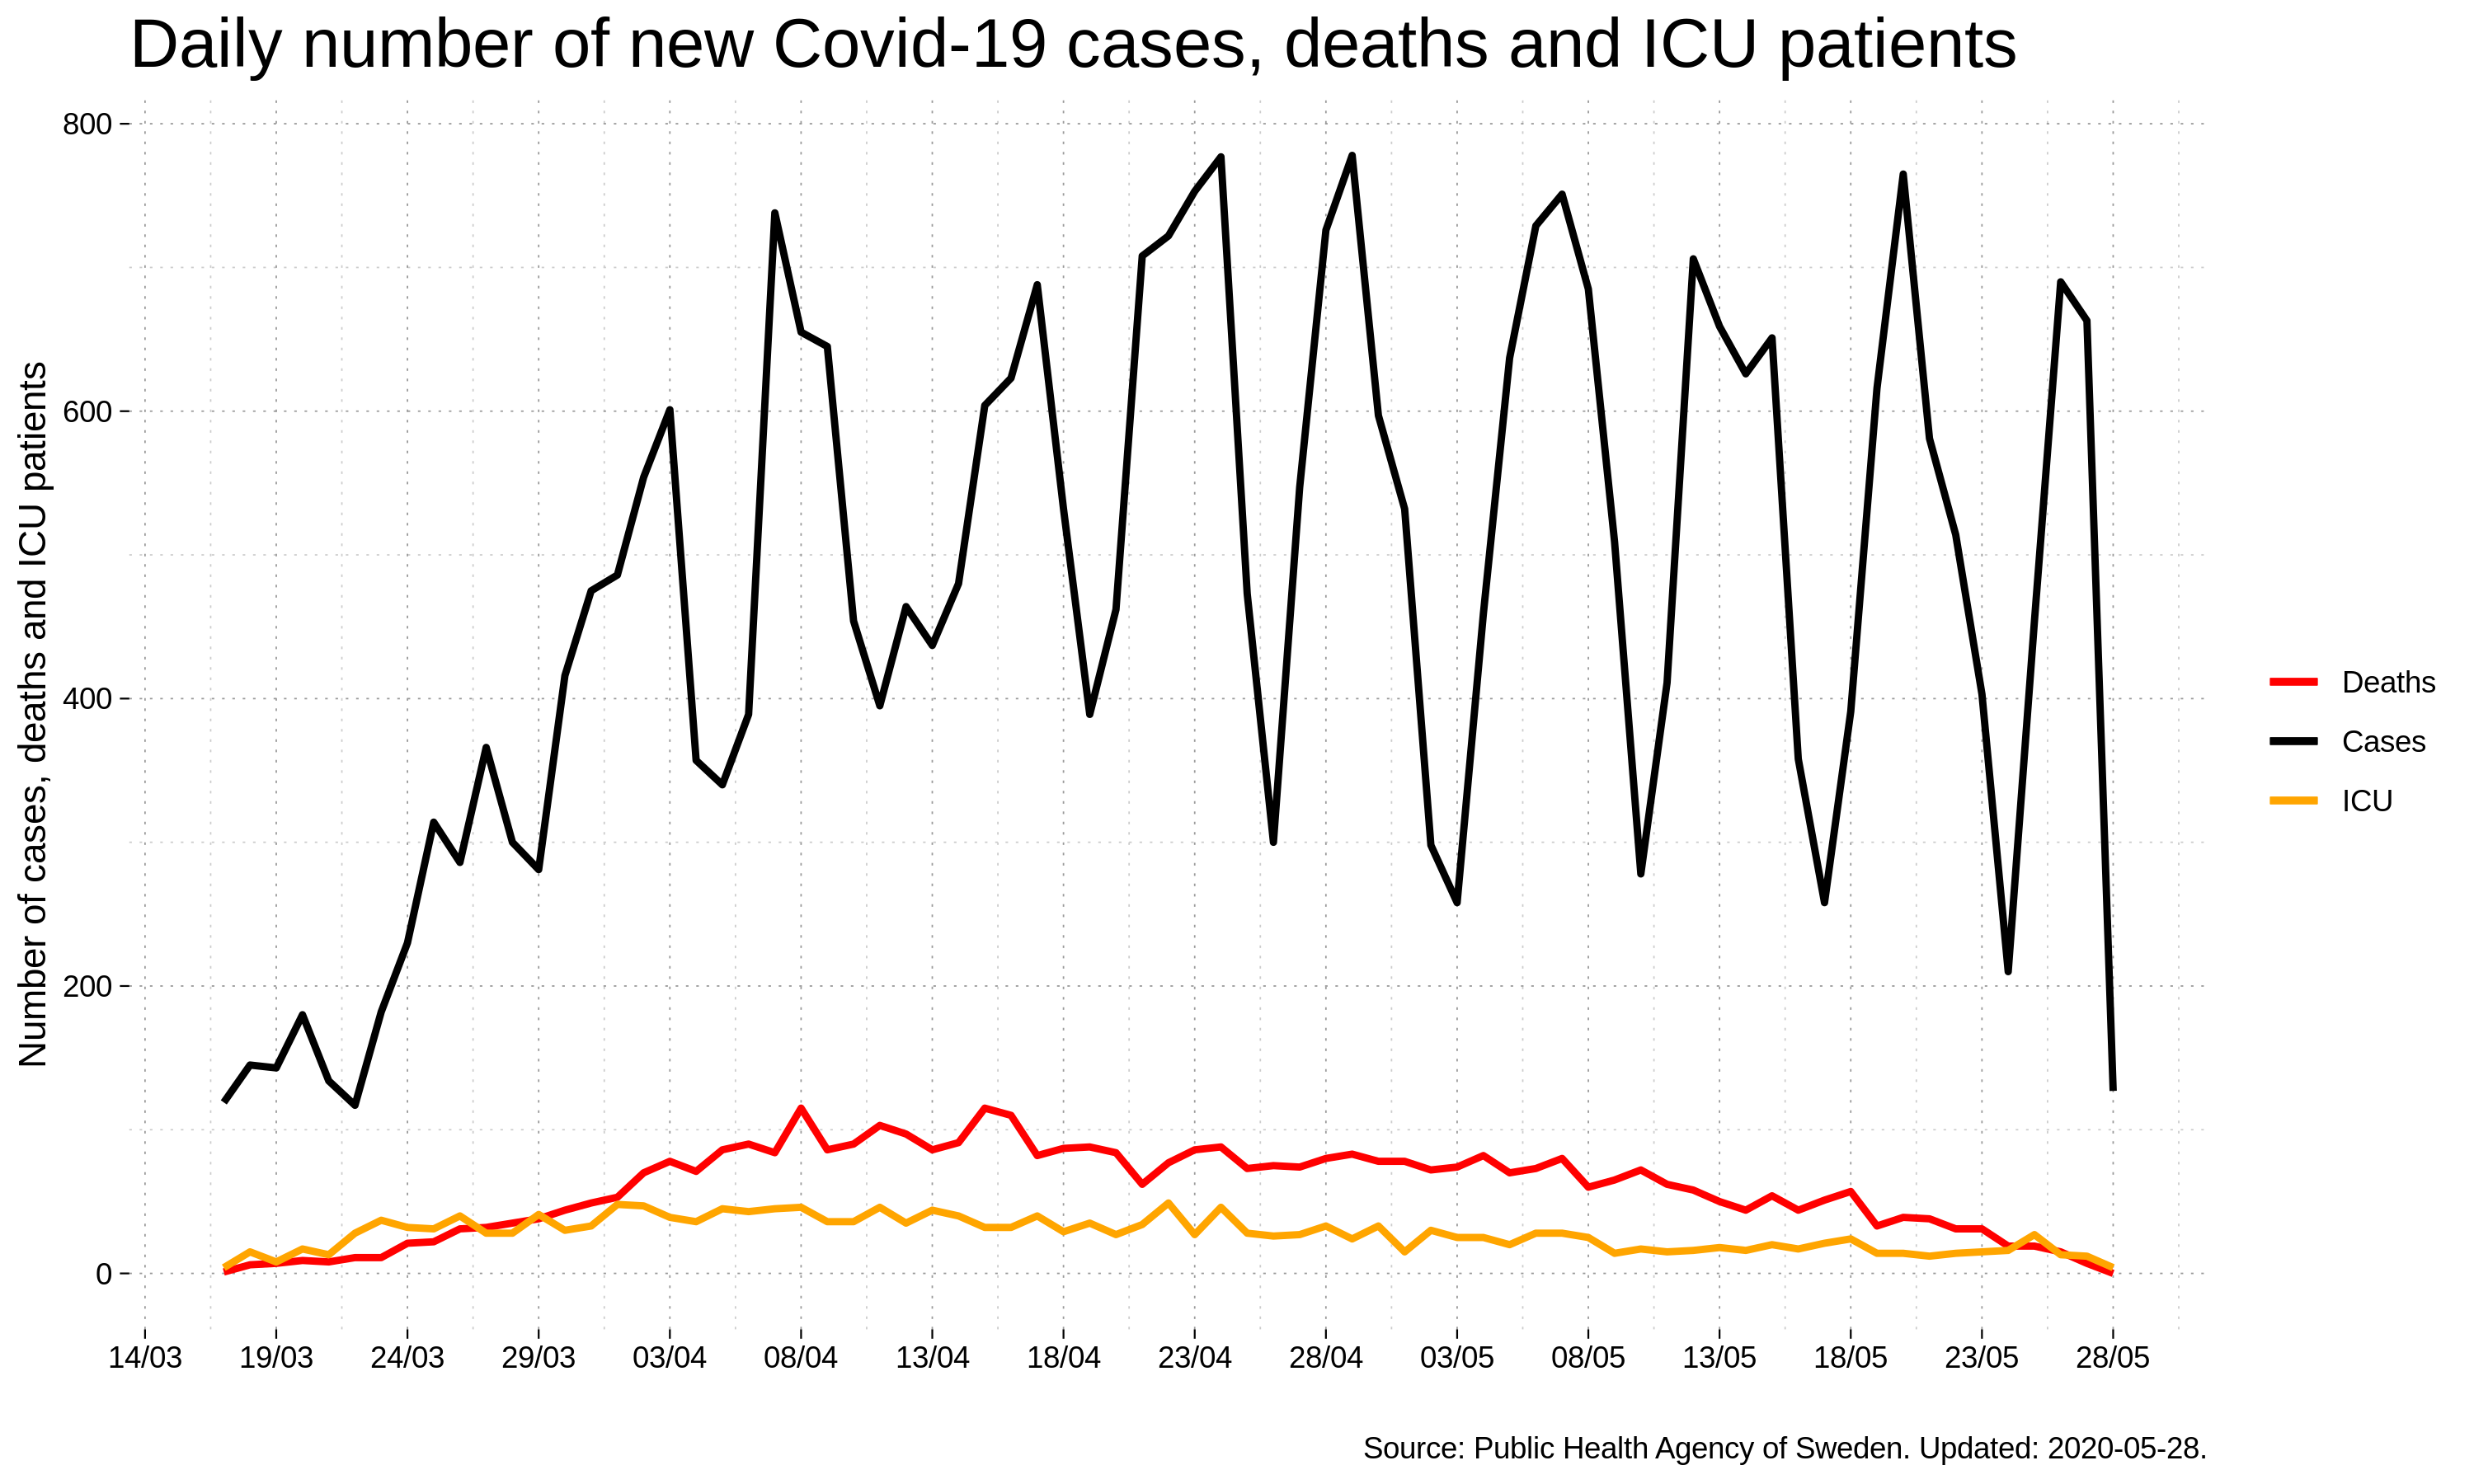 Daily number of new Covid-19 cases, deaths and ICU patients
Number of cases, deaths and ICU patients
800
600
400
200
0
14/03 19/03 24/03 29/03 03/04 08/04 13/04 18/04 23/04 28/04 03/05 08/05 13/05 18/05 23/05 28/05
Deaths
Cases
ICU
Source: Public Health Agency of Sweden. Updated: 2020-05-28.